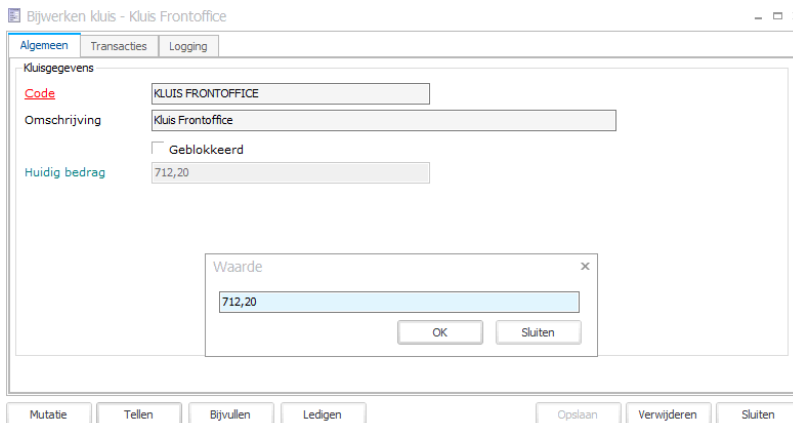 Bijwerken kluis - Kluis Frontoffice
Algemeen Transacties Logging
Kluisgegevens
Code KLUIS FRONTOFFICE
Omschrijving Kluis Frontoffice
Geblokkeerd
Huidig bedrag 712,20
Waarde
712,20
OK Sluiten
Mutatie Tellen Bijvullen Ledigen Opslaan Verwijderen Sluiten